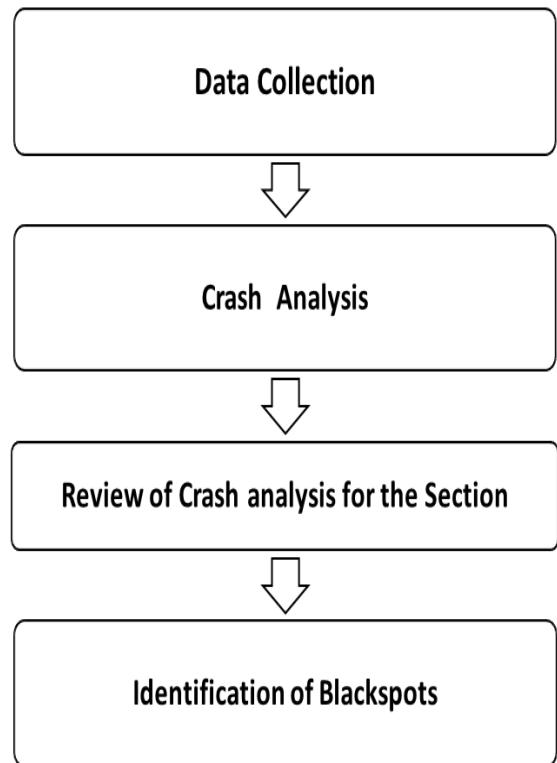 Data Collection
Crash Analysis
Review of Crash analysis for the Section
Identification of Blackspots